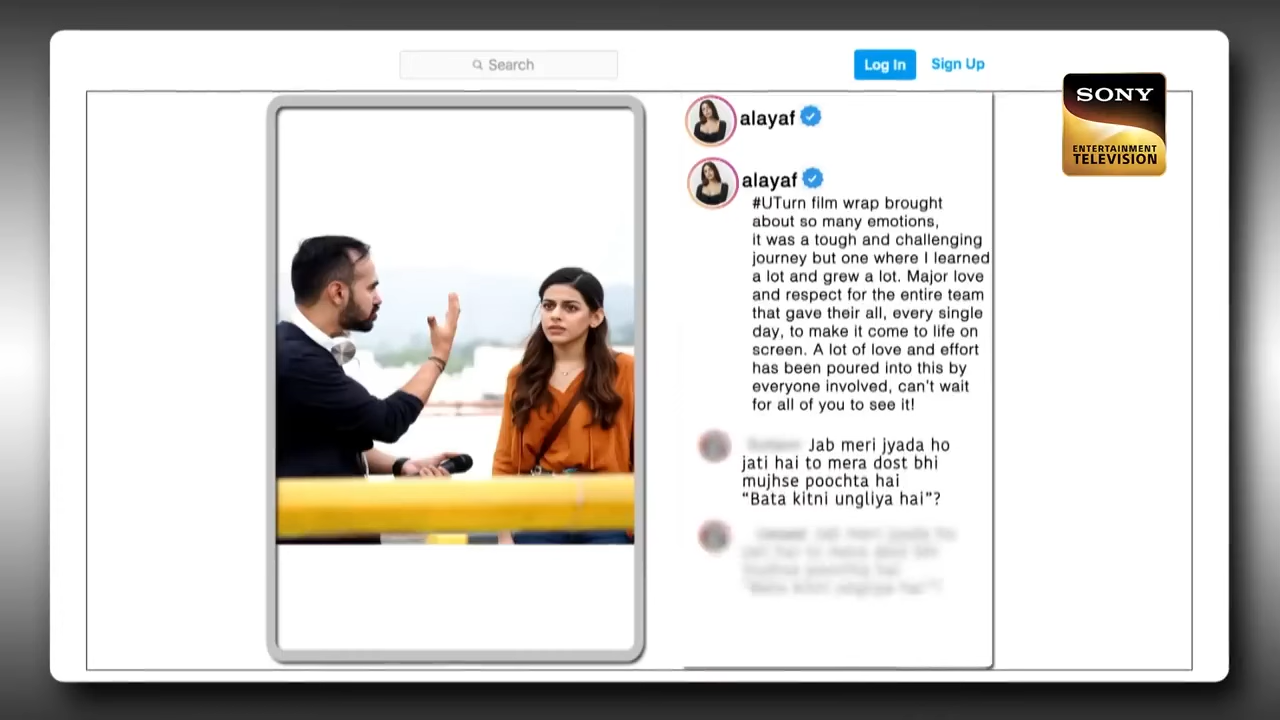 Search
Log In
Sign Up
SONY
ENTERTAINMENT
TELEVISION
alayaf
alayaf
#UTurn film wrap brought
about so many emotions,
it was a tough and challenging
journey but one where I learned
a lot and grew a lot. Major love
and respect for the entire team
that gave their all, every single
day, to make it come to life on
screen. A lot of love and effort
has been poured into this by
everyone involved, can't wait
for all of you to see it!
Jab meri jyada ho
jati hai to mera dost bhi
mujhse poochta hai
“Bata kitni ungliya hai”?